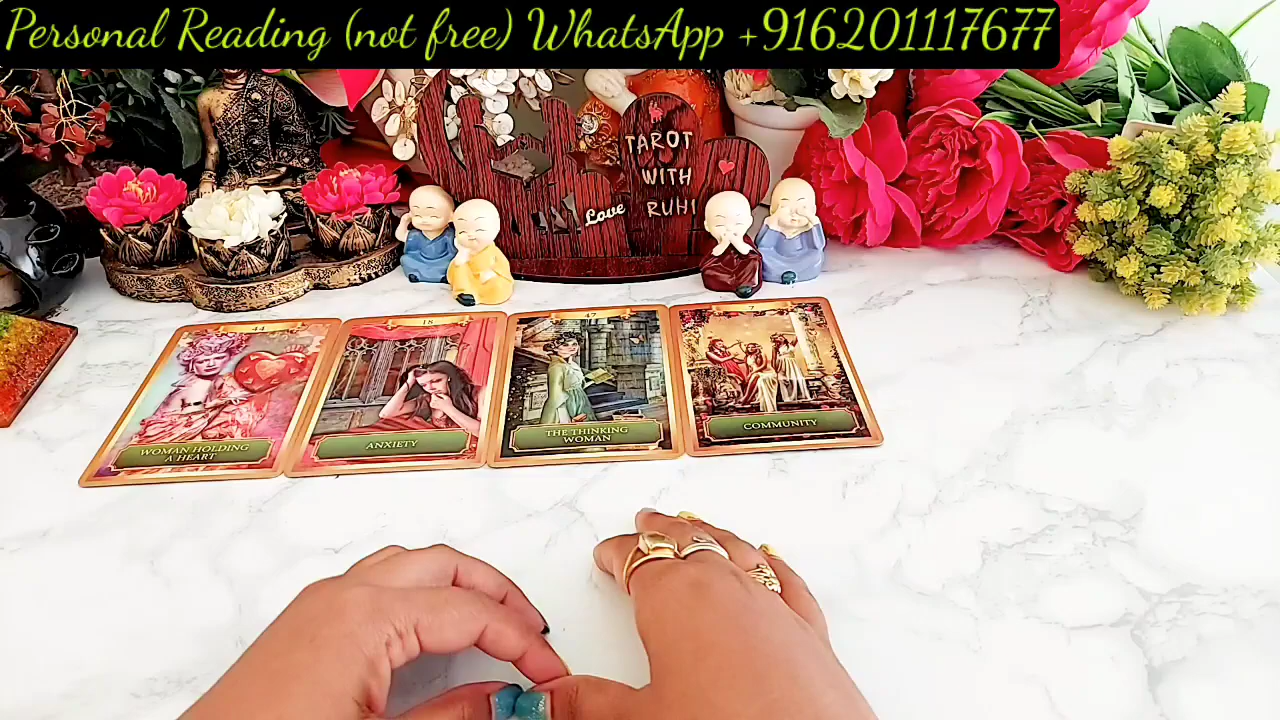 Personal Reading (not free) WhatsApp +916201117677
TAROT
WITH
RUHI
Love
44
18
47
7
WOMAN HOLDING
A HEART
ANXIETY
THE THINKING
WOMAN
COMMUNITY